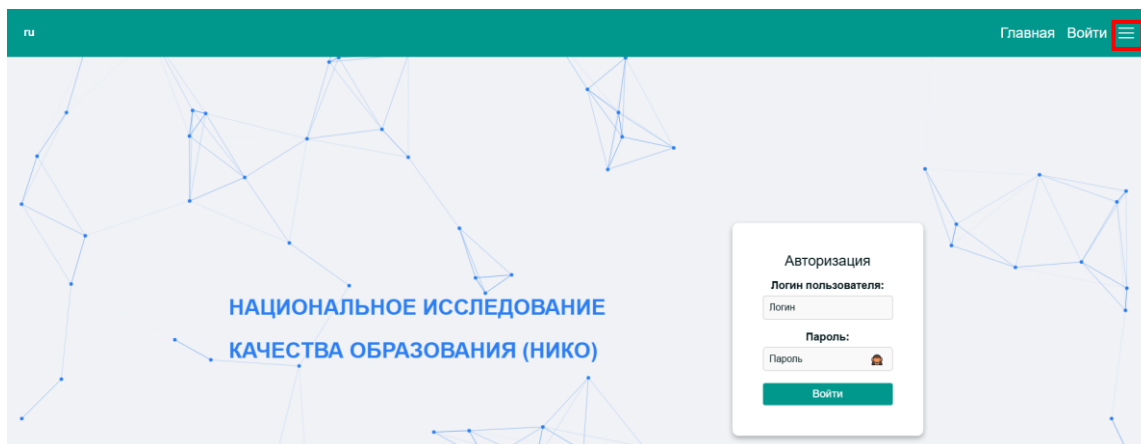 ru
Главная Войти
Авторизация
Логин пользователя:
Логин
НАЦИОНАЛЬНОЕ ИССЛЕДОВАНИЕ
КАЧЕСТВА ОБРАЗОВАНИЯ (НИКО)
Пароль:
Пароль
Войти